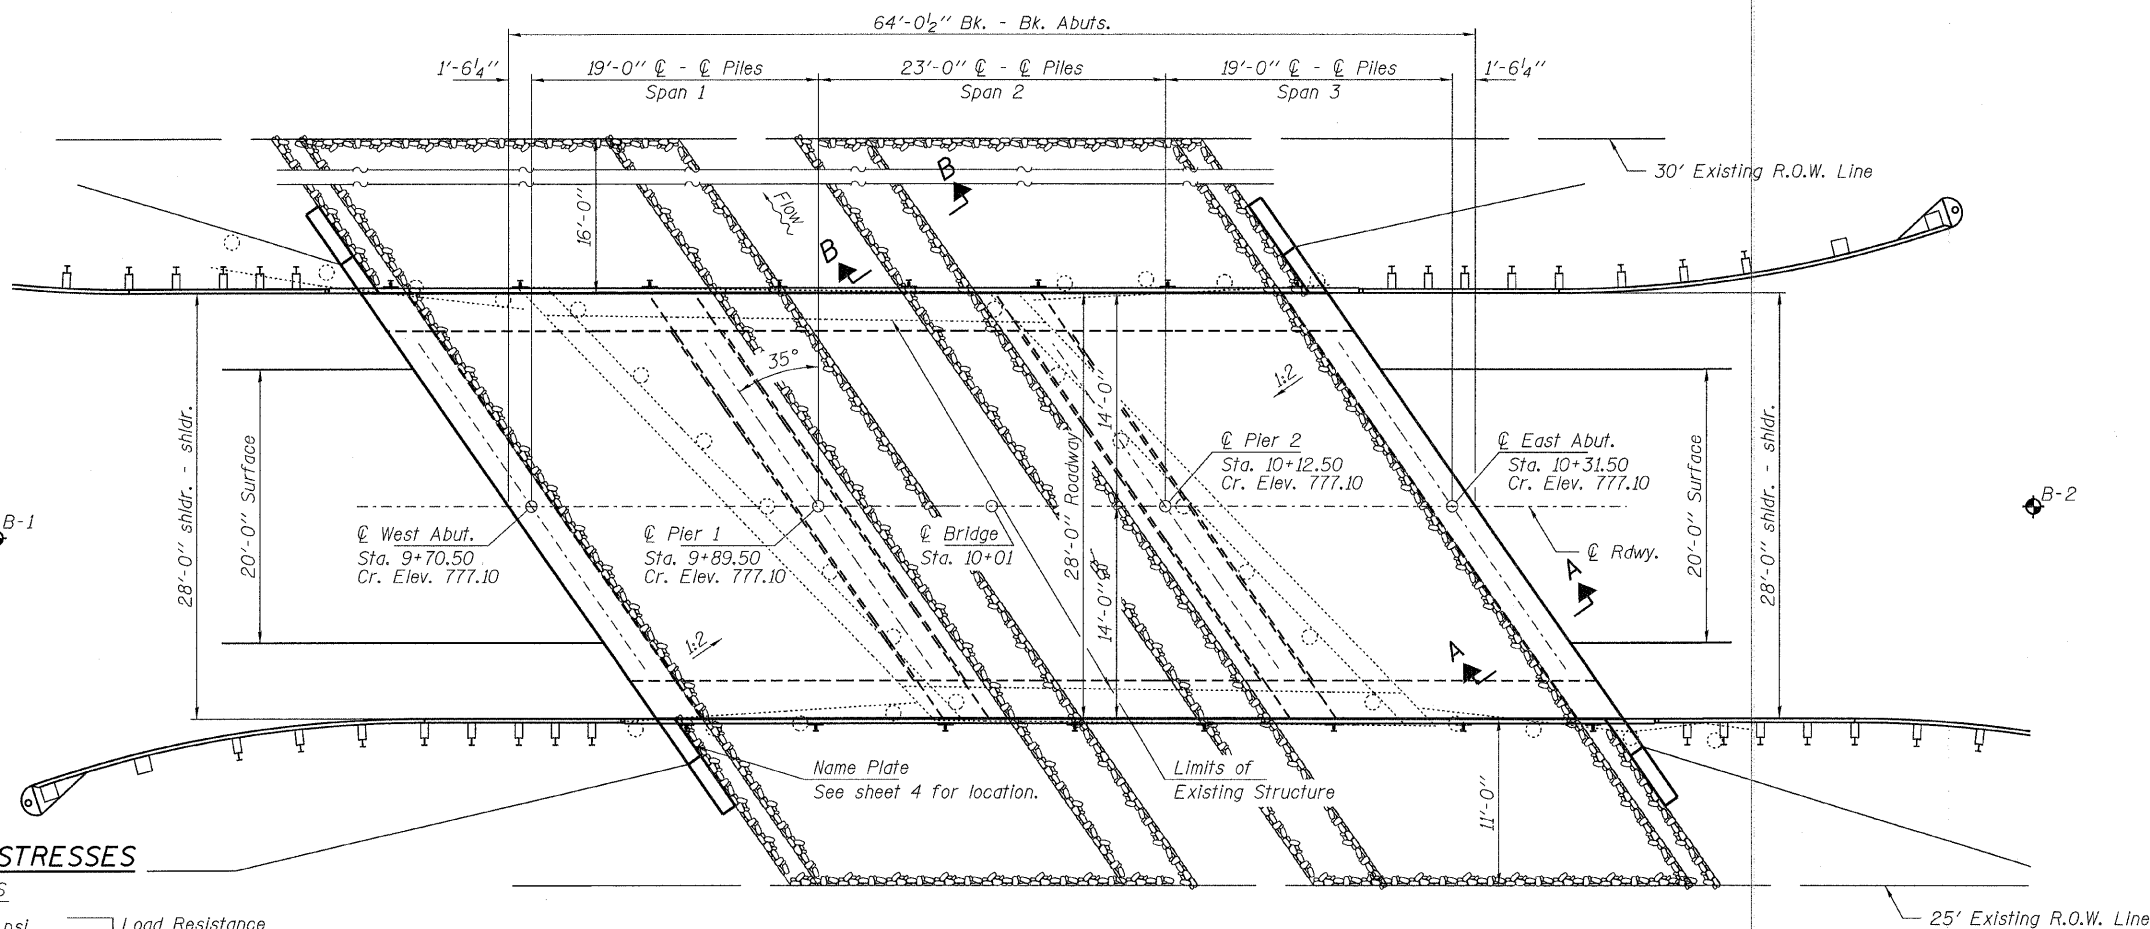 64'-0½" Bk. - Bk. Abuts.
1'-6¼"
19'-0" ℄ - ℄ Piles
Span 1
23'-0" ℄ - ℄ Piles
Span 2
19'-0" ℄ - ℄ Piles
Span 3
1'-6¼"
30' Existing R.O.W. Line
16'-0"
Flow
B
B
35°
1:2
14'-0"
28'-0" shldr. - shldr.
20'-0" Surface
28'-0" Roadway
14'-0"
℄ West Abut.
Sta. 9+70.50
Cr. Elev. 777.10
℄ Pier 1
Sta. 9+89.50
Cr. Elev. 777.10
℄ Bridge
Sta. 10+01
℄ Pier 2
Sta. 10+12.50
Cr. Elev. 777.10
℄ East Abut.
Sta. 10+31.50
Cr. Elev. 777.10
20'-0" Surface
28'-0" shldr. - shldr.
B-1
B-2
℄ Rdwy.
A
A
1:2
Name Plate
See sheet 4 for location.
Limits of
Existing Structure
11'-0"
STRESSES
S
psi
Load Resistance
25' Existing R.O.W. Line